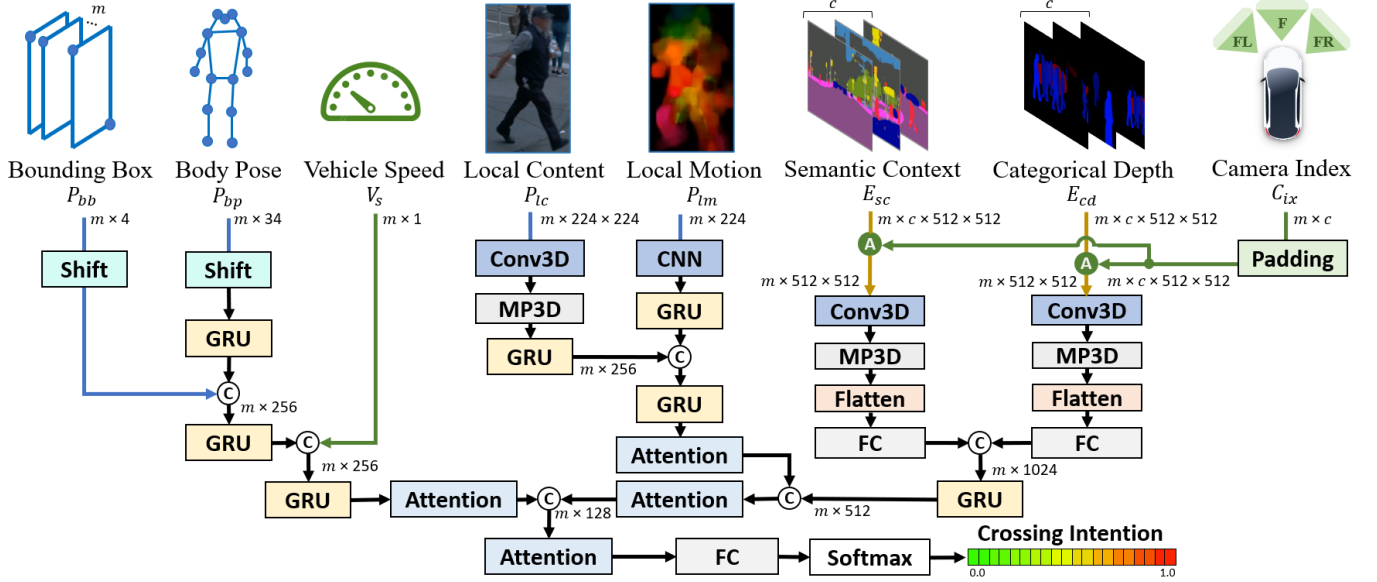 m
...
c
c
FL
F
FR
Bounding Box
Body Pose
Vehicle Speed
Local Content
Local Motion
Semantic Context
Categorical Depth
Camera Index
P_bb
P_bp
V_s
P_lc
P_lm
E_sc
E_cd
C_ix
m × 4
m × 34
m × 1
m × 224 × 224
m × 224
m × c × 512 × 512
m × c × 512 × 512
m × c
Shift
Shift
Conv3D
CNN
A
A
Padding
m × 512 × 512
m × 512 × 512
m × c × 512 × 512
MP3D
GRU
Conv3D
Conv3D
GRU
GRU
C
m × 256
MP3D
MP3D
C
m × 256
GRU
Flatten
Flatten
GRU
C
m × 256
Attention
FC
C
FC
m × 1024
GRU
Attention
C
m × 128
Attention
C
m × 512
GRU
Attention
FC
Softmax
Crossing Intention
0.0
1.0